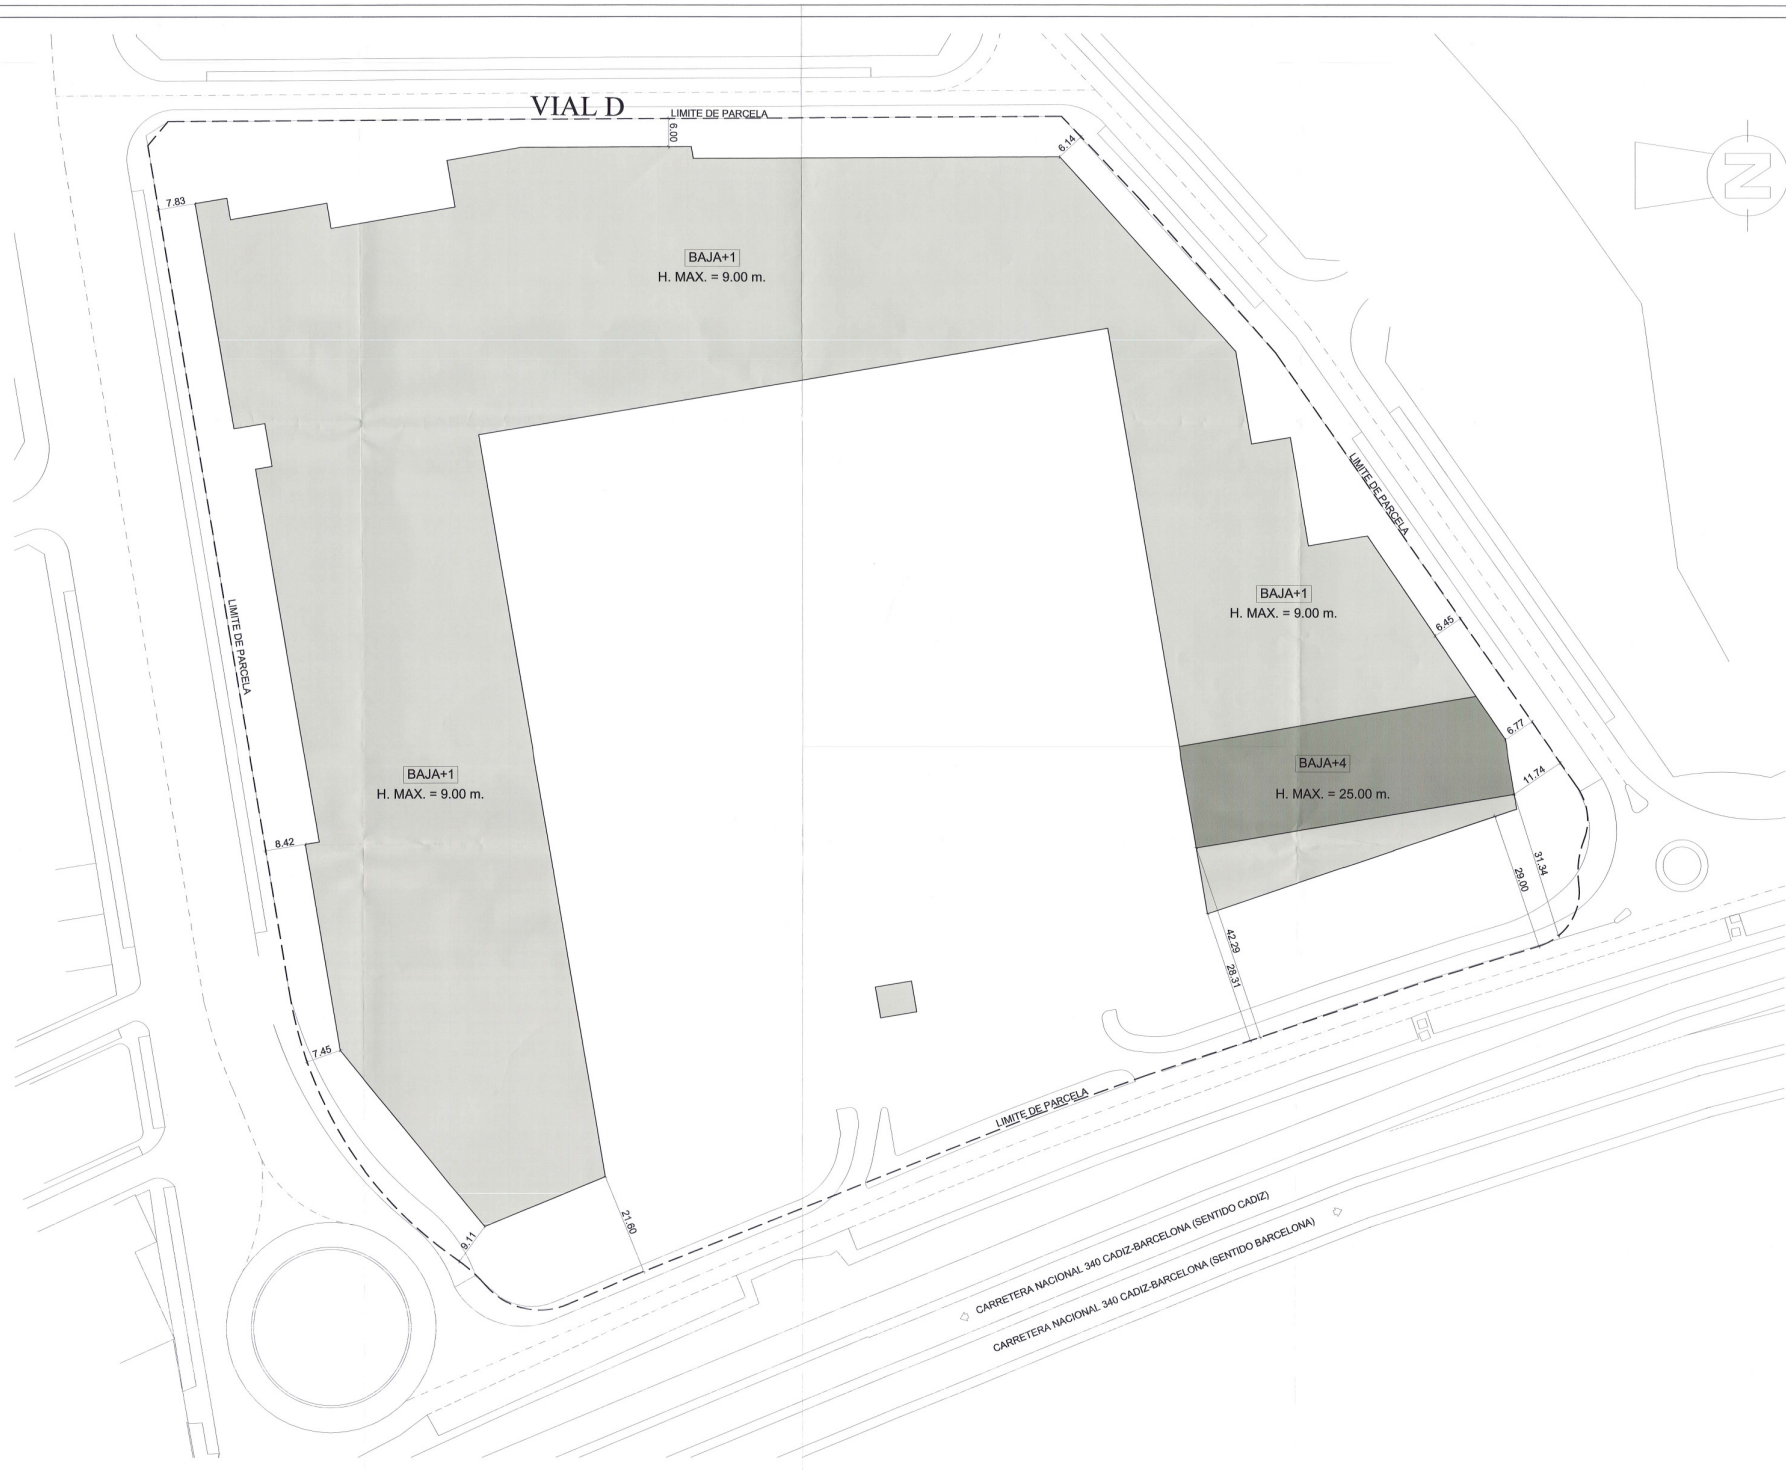 VIAL D
LIMITE DE PARCELA
6.00
6.14
7.83
N
BAJA+1
H. MAX. = 9.00 m.
LIMITE DE PARCELA
BAJA+1
H. MAX. = 9.00 m.
LIMITE DE PARCELA
6.45
6.77
BAJA+4
H. MAX. = 25.00 m.
11.74
BAJA+1
H. MAX. = 9.00 m.
8.42
31.34
29.00
42.29
28.31
7.45
LIMITE DE PARCELA
21.60
9.11
CARRETERA NACIONAL 340 CADIZ-BARCELONA (SENTIDO CADIZ)
CARRETERA NACIONAL 340 CADIZ-BARCELONA (SENTIDO BARCELONA)